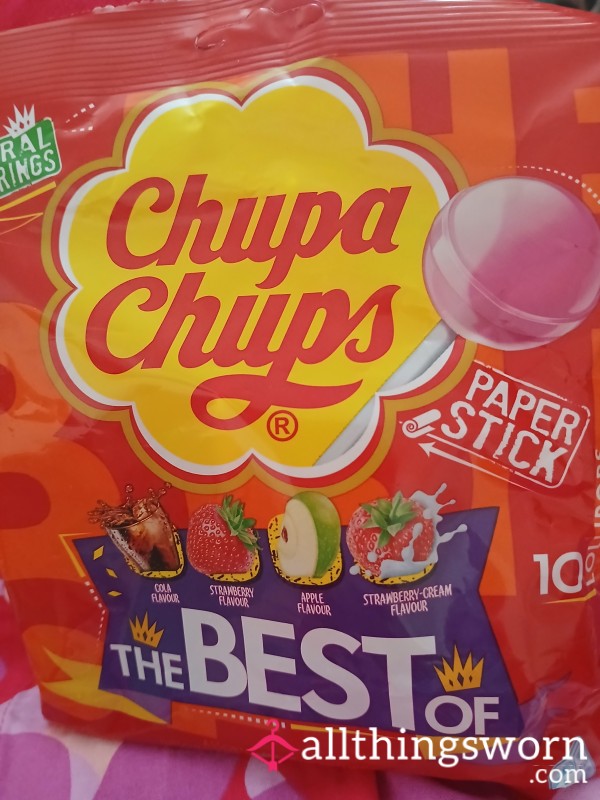 RAL
RINGS
Chupa
Chups
®
PAPER
STICK
COLA
FLAVOUR
STRAWBERRY
FLAVOUR
APPLE
FLAVOUR
STRAWBERRY-CREAM
FLAVOUR
10
THE BEST OF
allthingsworn
.com